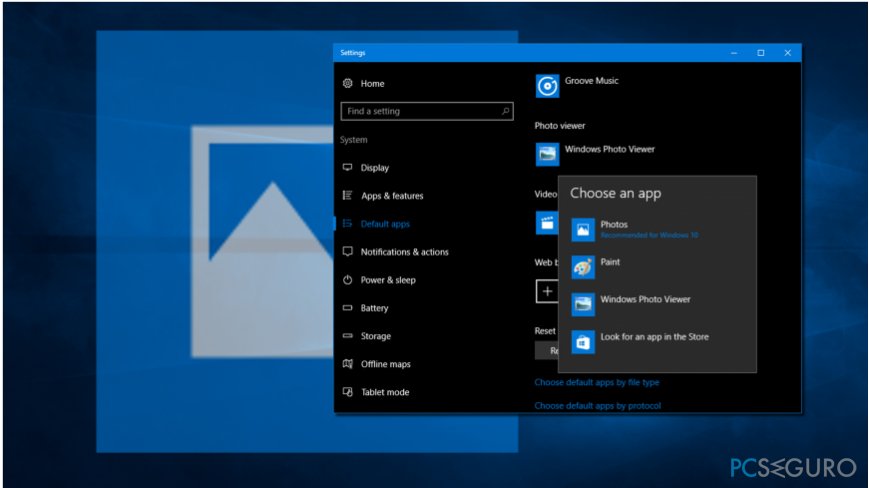 Settings
Home
Find a setting
System
Display
Apps & features
Default apps
Notifications & actions
Power & sleep
Battery
Storage
Offline maps
Tablet mode
Groove Music
Photo viewer
Windows Photo Viewer
Video
Web b
Reset
Re
Choose default apps by file type
Choose default apps by protocol
Choose an app
Photos
Recommended for Windows 10
Paint
Windows Photo Viewer
Look for an app in the Store
PCSEGURO